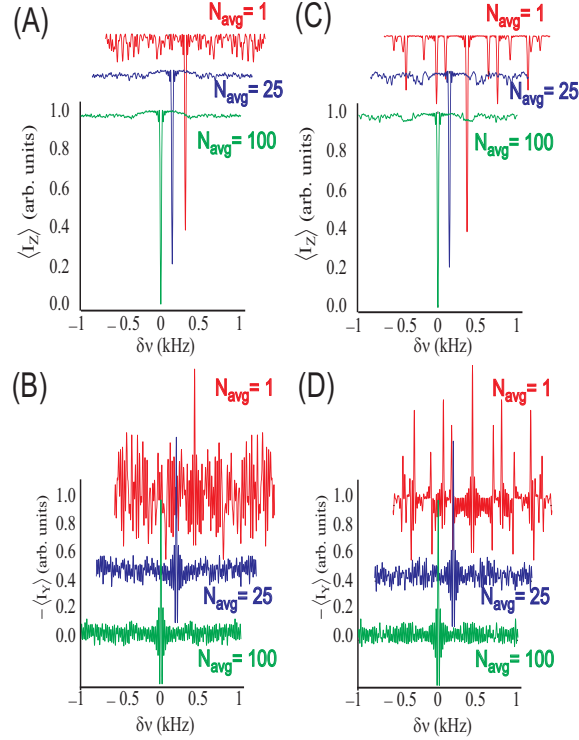 (A)
N_avg = 1
N_avg = 25
N_avg = 100
⟨I_Z⟩ (arb. units)
1.0
0.8
0.6
0.4
0.2
0.0
−1
− 0.5
0
0.5
1
δν (kHz)
(C)
N_avg = 1
N_avg = 25
N_avg = 100
⟨I_Z⟩ (arb. units)
1.0
0.8
0.6
0.4
0.2
0.0
−1
− 0.5
0
0.5
1
δν (kHz)
(B)
N_avg = 1
N_avg = 25
N_avg = 100
−⟨I_Y⟩ (arb. units)
1.0
0.8
0.6
0.4
0.2
0.0
−1
− 0.5
0
0.5
1
δν (kHz)
(D)
N_avg = 1
N_avg = 25
N_avg = 100
−⟨I_Y⟩ (arb. units)
1.0
0.8
0.6
0.4
0.2
0.0
−1
− 0.5
0
0.5
1
δν (kHz)